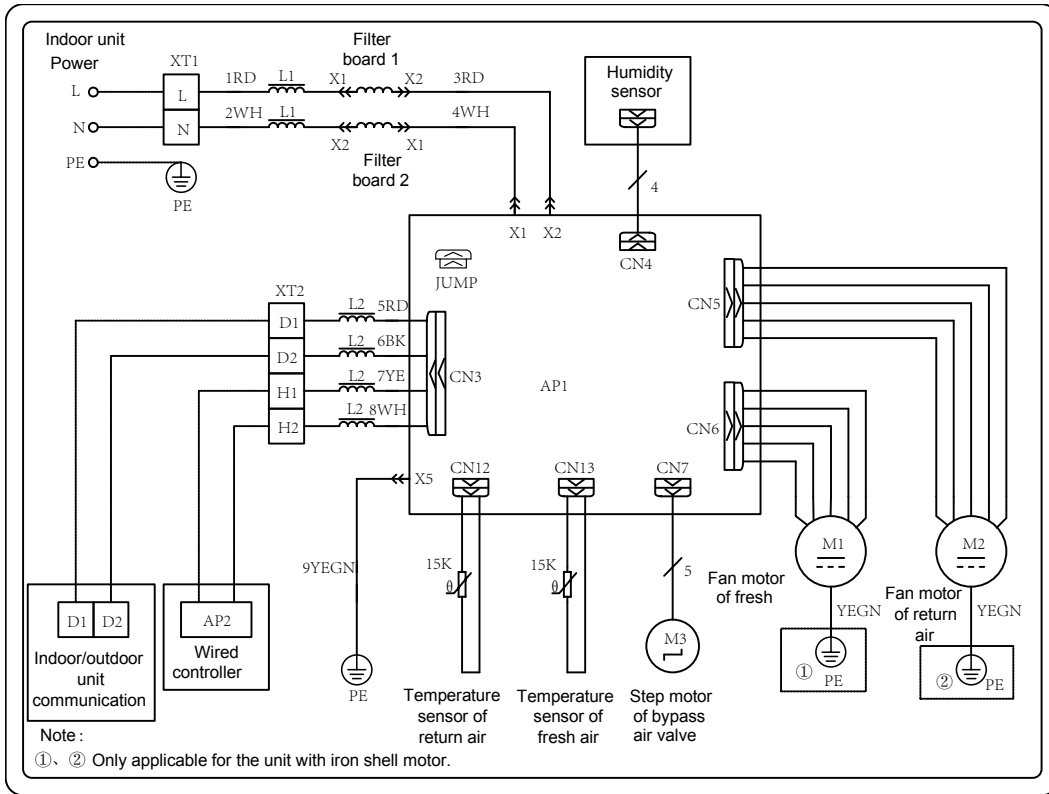 Indoor unit
Power
XT1
Filter
board 1
L
L
1RD
L1
X1
X2
3RD
N
N
2WH
L1
X2
X1
4WH
Filter
board 2
PE
PE
Humidity
sensor
4
X1
X2
CN4
JUMP
CN5
XT2
D1
L2
5RD
D2
L2
6BK
H1
L2
7YE
H2
L2
8WH
CN3
AP1
CN6
X5
CN12
CN13
CN7
9YEGN
PE
15K
θ
15K
θ
5
M3
M1
M2
Fan motor
of fresh
Fan motor
of return
air
YEGN
YEGN
① PE
② PE
D1
D2
Indoor/outdoor
unit
communication
AP2
Wired
controller
Temperature
sensor of
return air
Temperature
sensor of
fresh air
Step motor
of bypass
air valve
Note :
①、② Only applicable for the unit with iron shell motor.